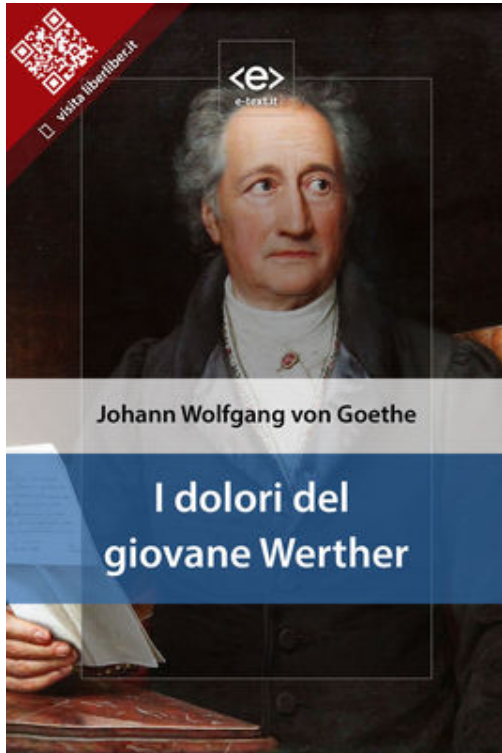 visita liberliber.it
<e>
e-text.it
Johann Wolfgang von Goethe
I dolori del
giovane Werther